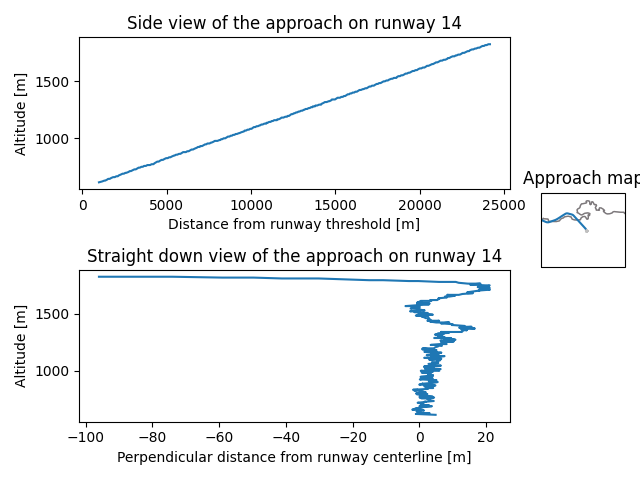 Side view of the approach on runway 14
Altitude [m]
1500
1000
0 5000 10000 15000 20000 25000
Distance from runway threshold [m]
Approach map
Straight down view of the approach on runway 14
Altitude [m]
1500
1000
−100 −80 −60 −40 −20 0 20
Perpendicular distance from runway centerline [m]